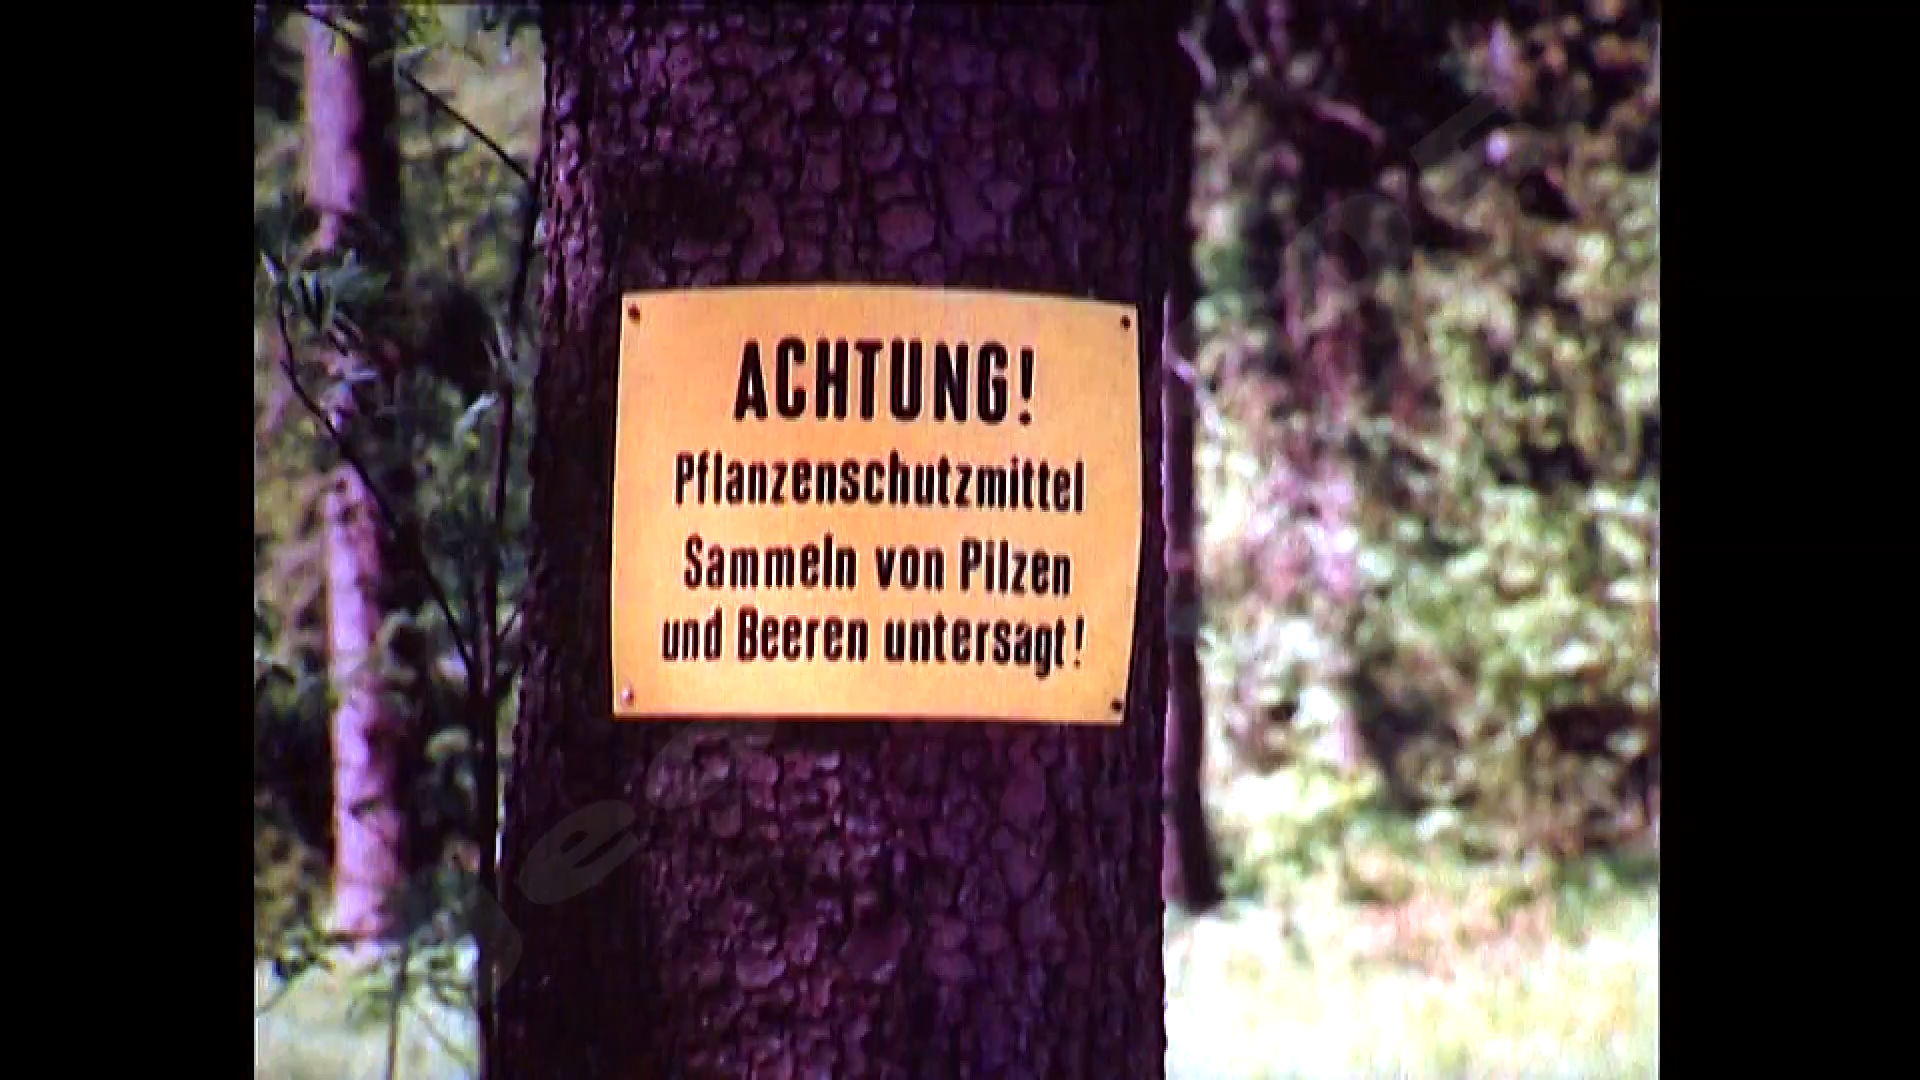 ACHTUNG!
Pflanzenschutzmittel
Sammeln von Pilzen
und Beeren untersagt!